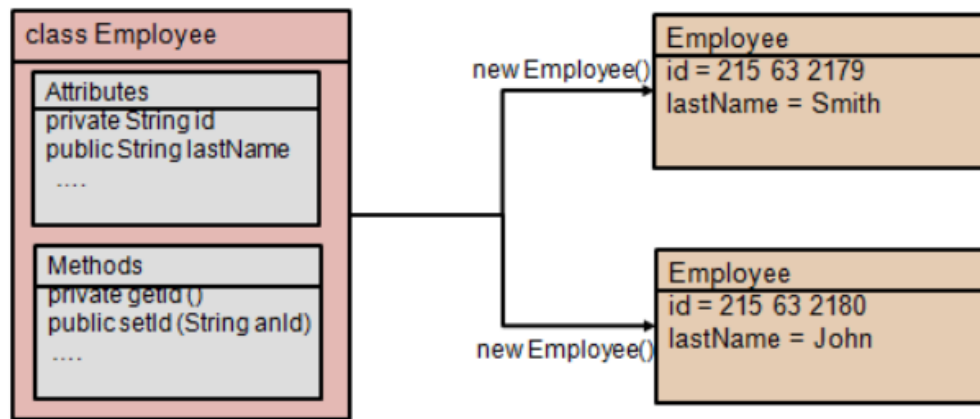 class Employee
Attributes
private String id
public String lastName
....
Methods
private getId ()
public setId (String anId)
....
new Employee()
Employee
id = 215 63 2179
lastName = Smith
new Employee()
Employee
id = 215 63 2180
lastName = John